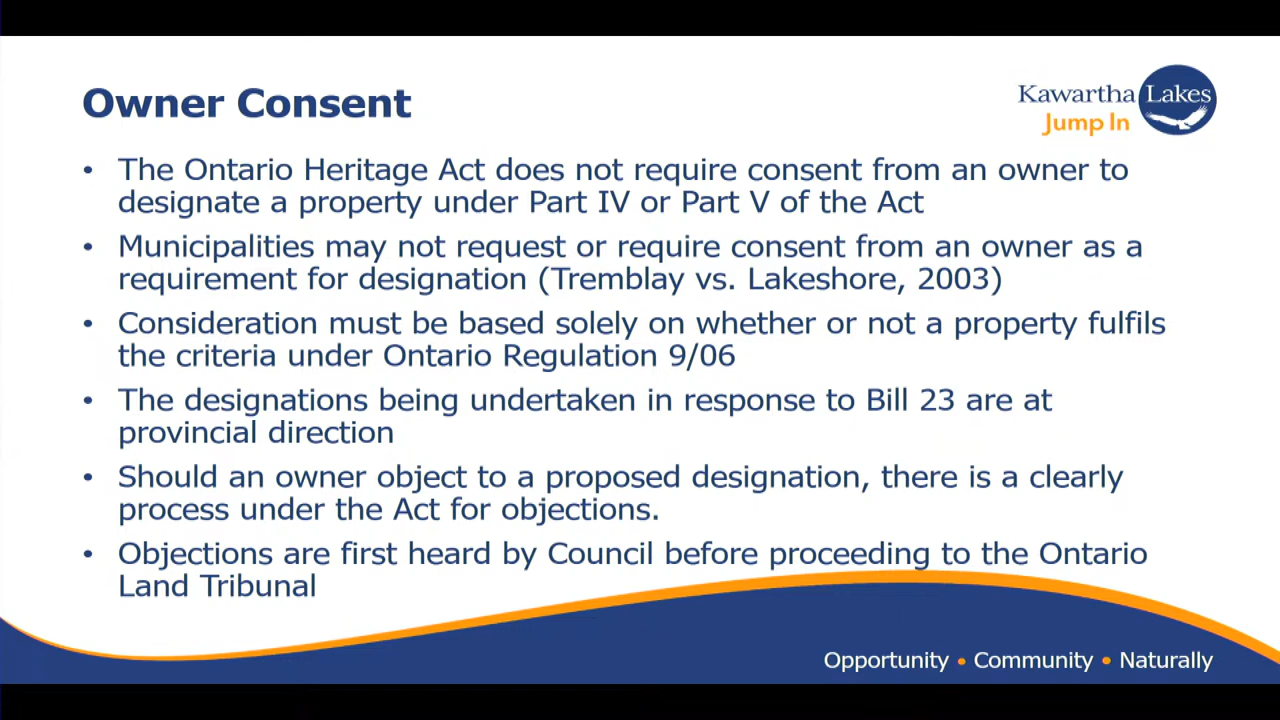 Owner Consent
Kawartha Lakes
Jump In
• The Ontario Heritage Act does not require consent from an owner to
designate a property under Part IV or Part V of the Act
• Municipalities may not request or require consent from an owner as a
requirement for designation (Tremblay vs. Lakeshore, 2003)
• Consideration must be based solely on whether or not a property fulfils
the criteria under Ontario Regulation 9/06
• The designations being undertaken in response to Bill 23 are at
provincial direction
• Should an owner object to a proposed designation, there is a clearly
process under the Act for objections.
• Objections are first heard by Council before proceeding to the Ontario
Land Tribunal
Opportunity • Community • Naturally